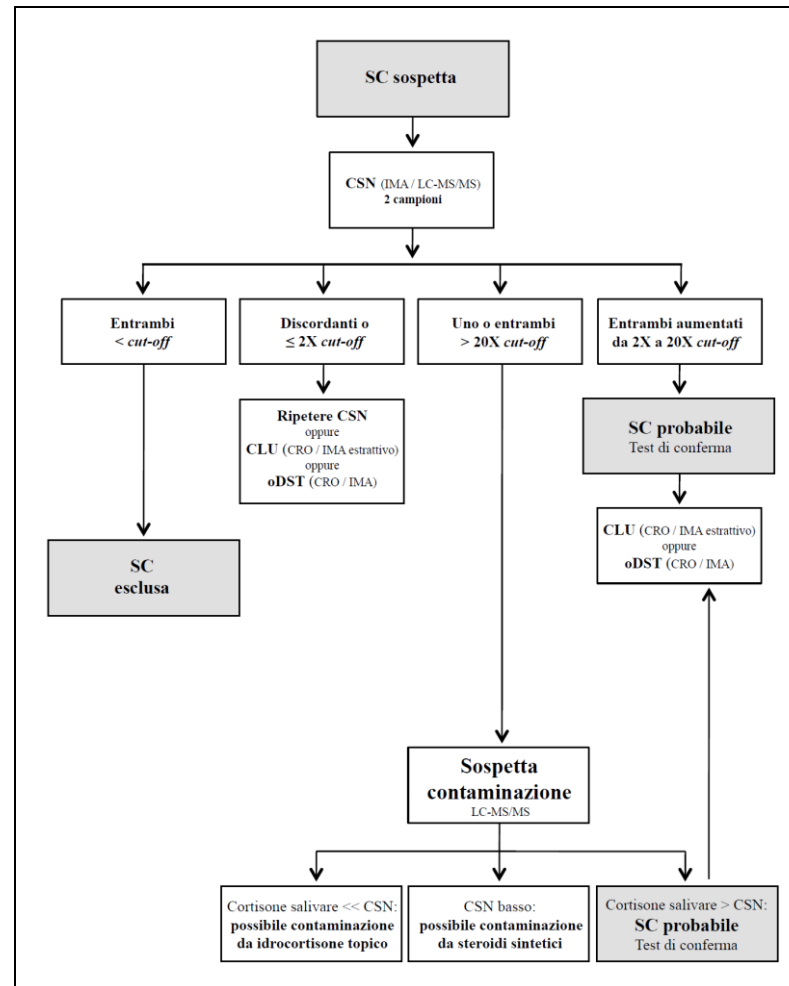 SC sospetta
CSN (IMA / LC-MS/MS)
2 campioni
Entrambi
< cut-off
Discordanti o
≤ 2X cut-off
Uno o entrambi
> 20X cut-off
Entrambi aumentati
da 2X a 20X cut-off
Ripetere CSN
oppure
CLU (CRO / IMA estrattivo)
oppure
oDST (CRO / IMA)
SC probabile
Test di conferma
CLU (CRO / IMA estrattivo)
oppure
oDST (CRO / IMA)
SC
esclusa
Sospetta
contaminazione
LC-MS/MS
Cortisone salivare << CSN:
possibile contaminazione
da idrocortisone topico
CSN basso:
possibile contaminazione
da steroidi sintetici
Cortisone salivare > CSN:
SC probabile
Test di conferma